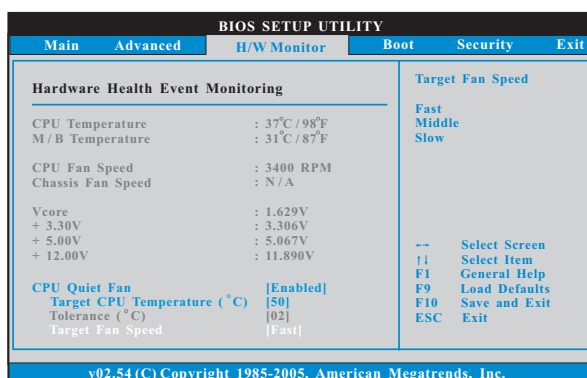 BIOS SETUP UTILITY
Main Advanced H/W Monitor Boot Security Exit
Hardware Health Event Monitoring
CPU Temperature : 37°C / 98°F
M / B Temperature : 31°C / 87°F
CPU Fan Speed : 3400 RPM
Chassis Fan Speed : N / A
Vcore : 1.629V
+ 3.30V : 3.306V
+ 5.00V : 5.067V
+ 12.00V : 11.890V
CPU Quiet Fan [Enabled]
Target CPU Temperature ( °C) [50]
Tolerance ( °C) [02]
Target Fan Speed [Fast]
Target Fan Speed
Fast
Middle
Slow
←→ Select Screen
↑↓ Select Item
F1 General Help
F9 Load Defaults
F10 Save and Exit
ESC Exit
v02.54 (C) Copyright 1985-2005, American Megatrends, Inc.